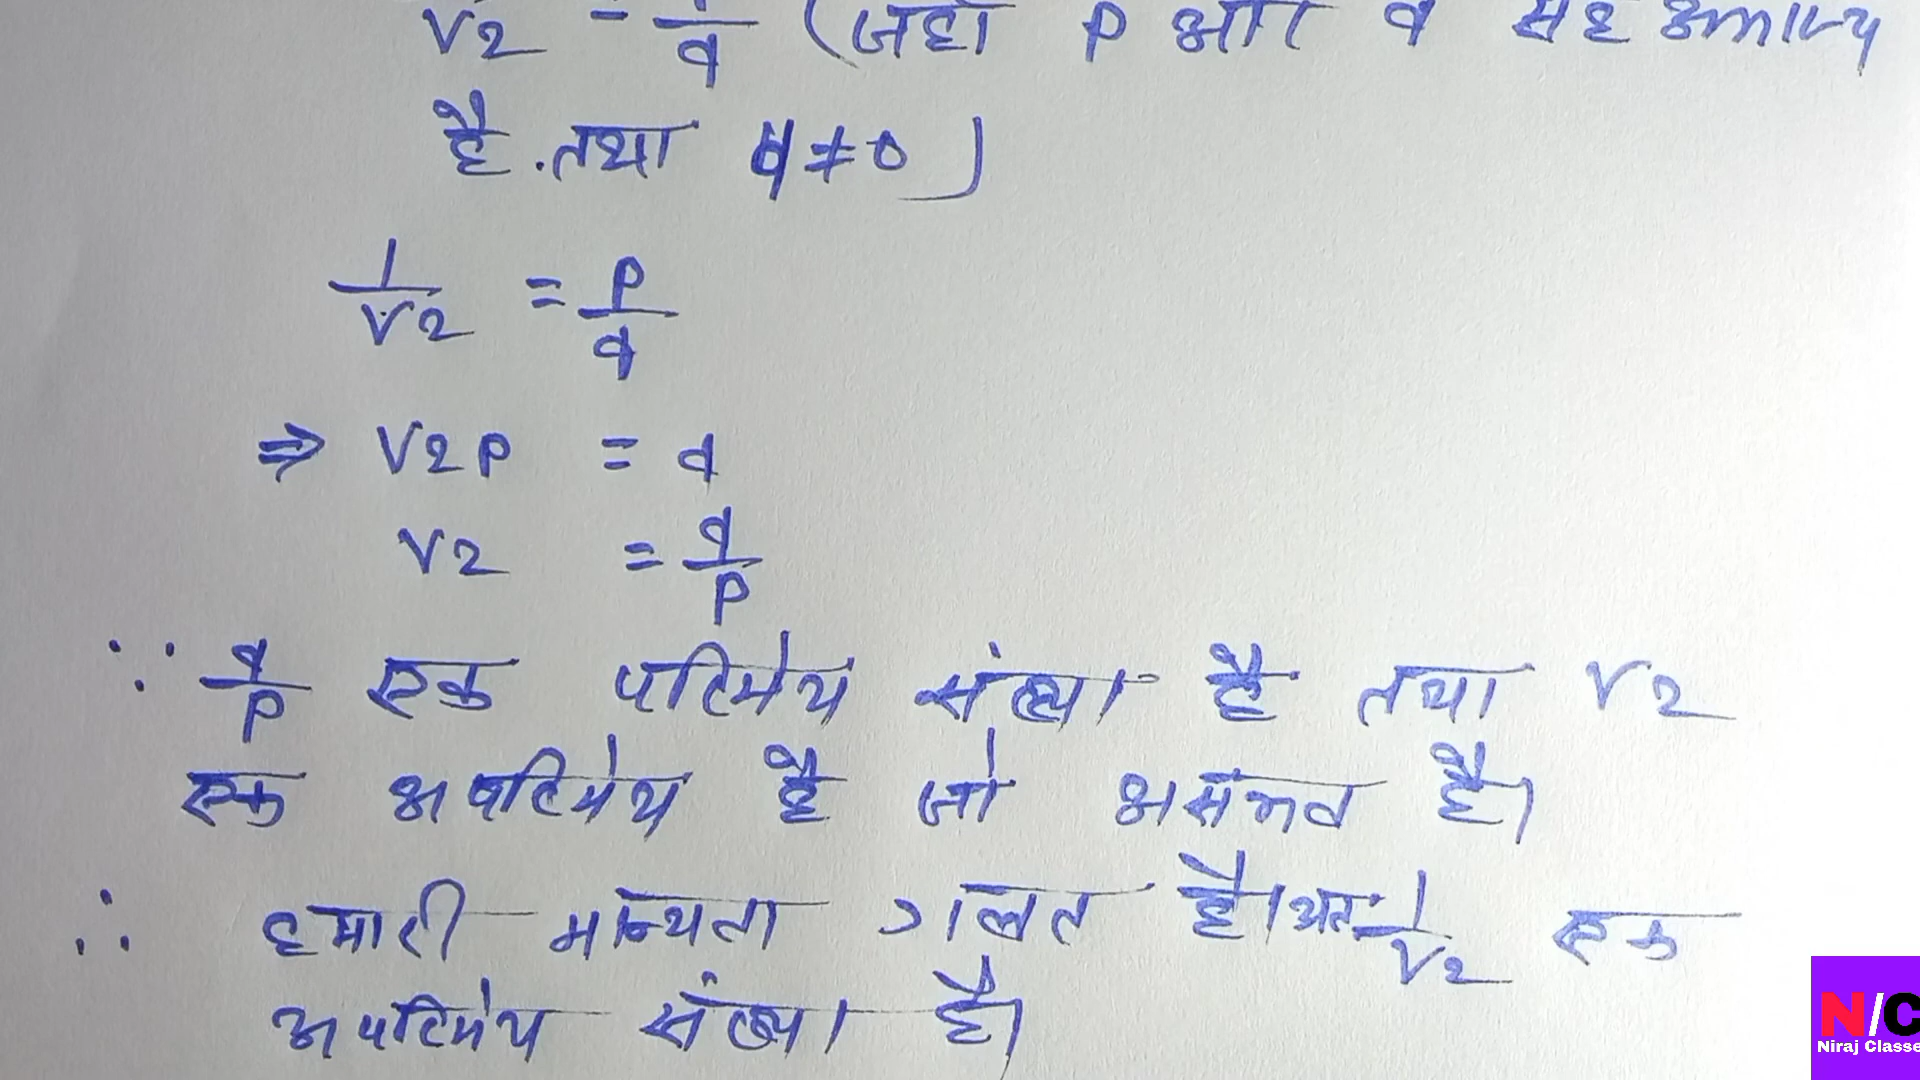 √2 = p/q (जहाँ p और q सह अभाज्य
है. तथा q ≠ 0)
1/√2 = p/q
⇒ √2p = q
√2 = q/p
∵ q/p एक परिमेय संख्या है तथा √2
एक अपरिमेय है जो असंभव है।
∴ हमारी मान्यता गलत है। अतः 1/√2 एक
अपरिमेय संख्या है।
N/C
Niraj Classe